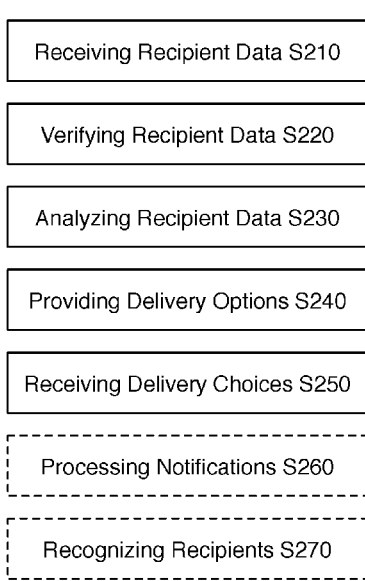 Receiving Recipient Data S210
Verifying Recipient Data S220
Analyzing Recipient Data S230
Providing Delivery Options S240
Receiving Delivery Choices S250
Processing Notifications S260
Recognizing Recipients S270